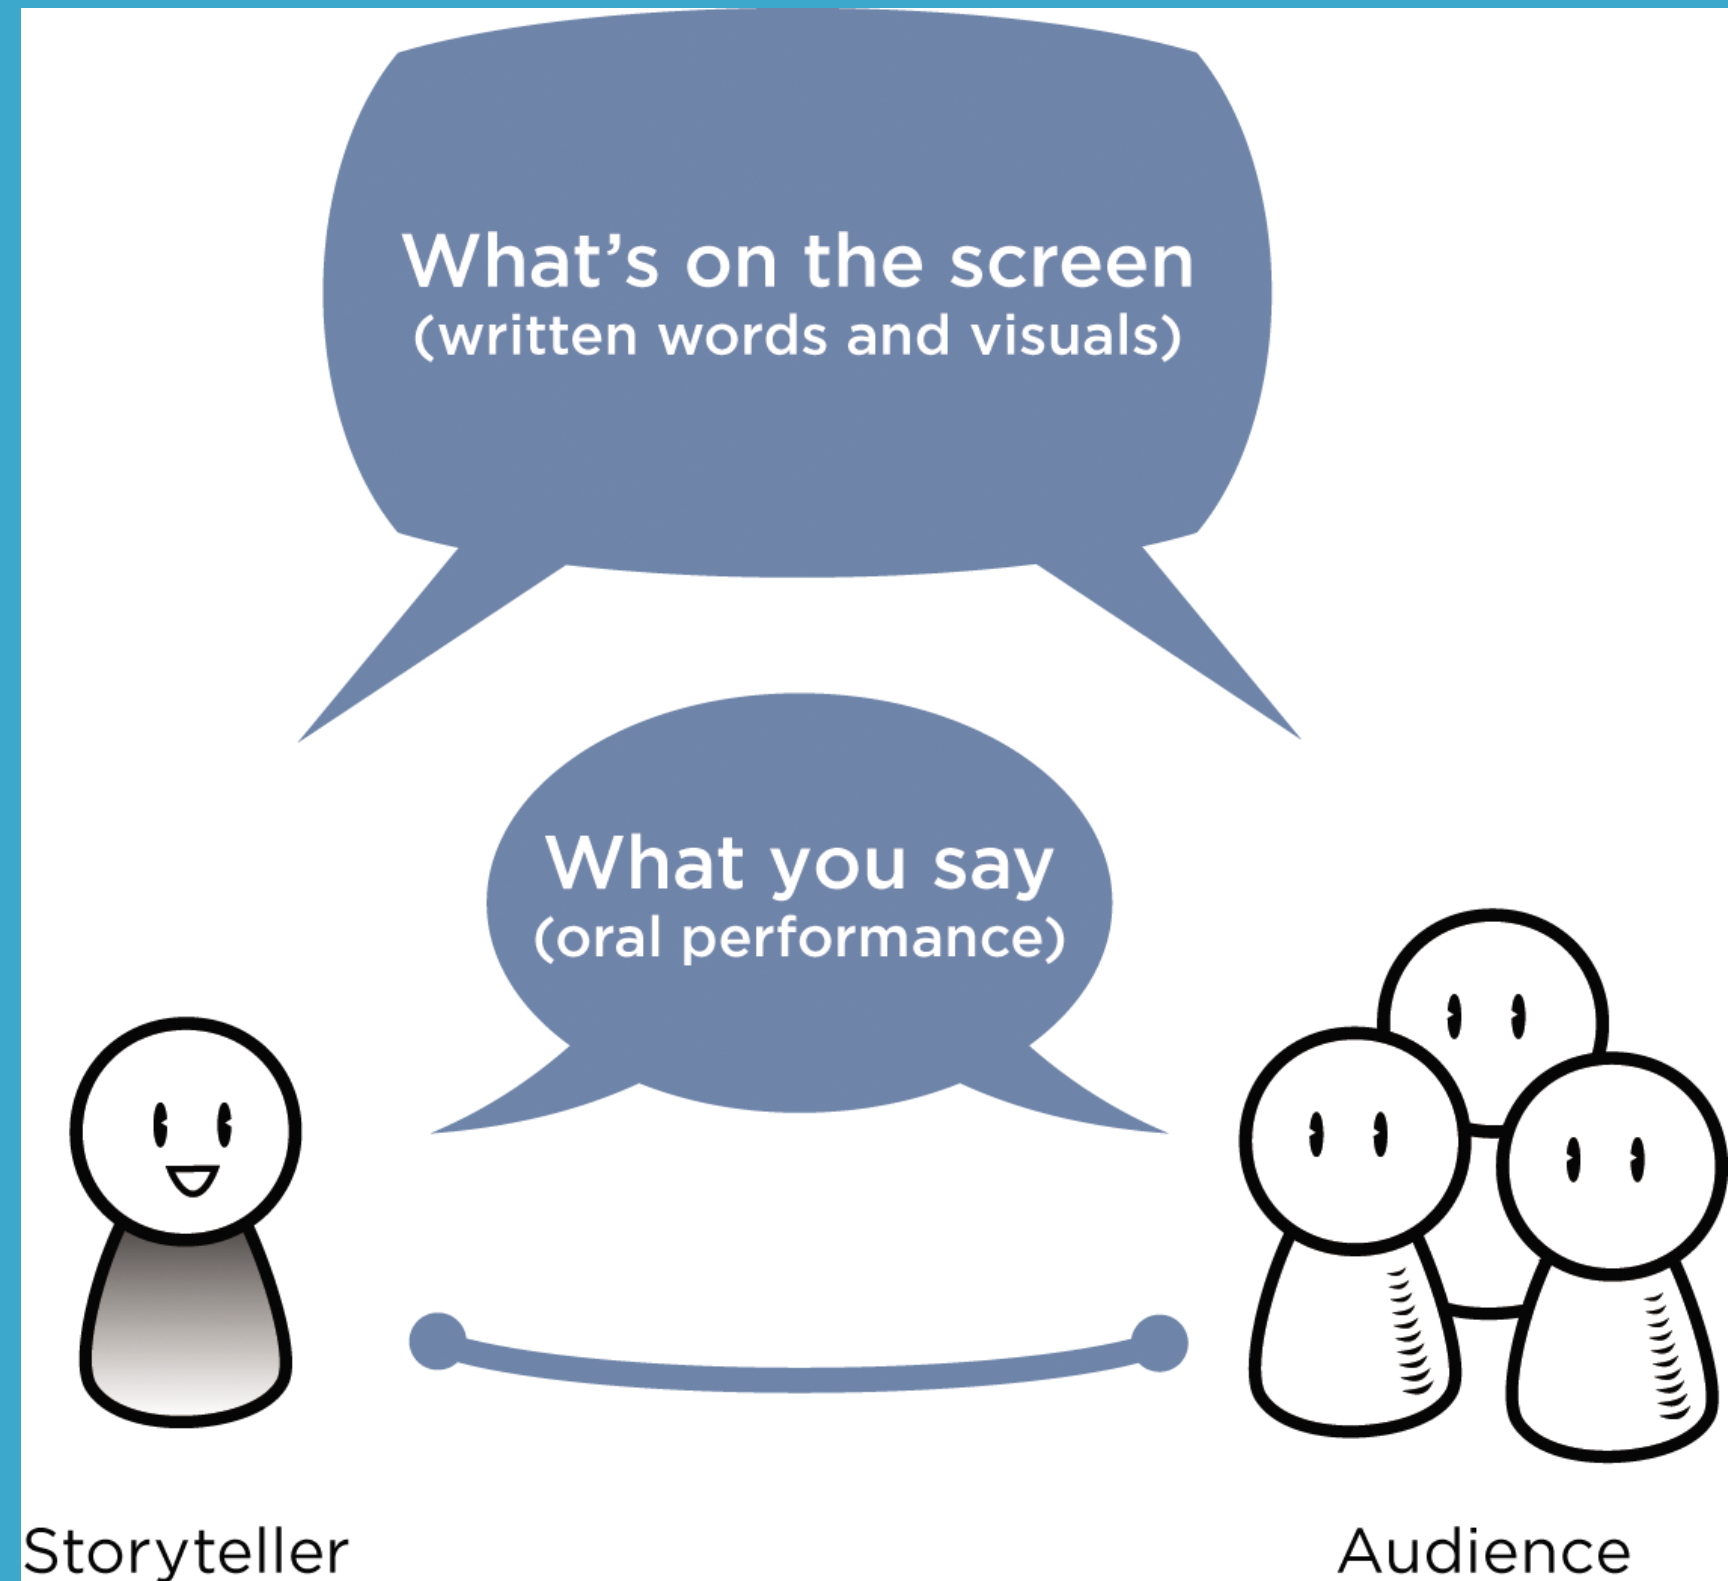 What’s on the screen
(written words and visuals)
What you say
(oral performance)
Storyteller
Audience